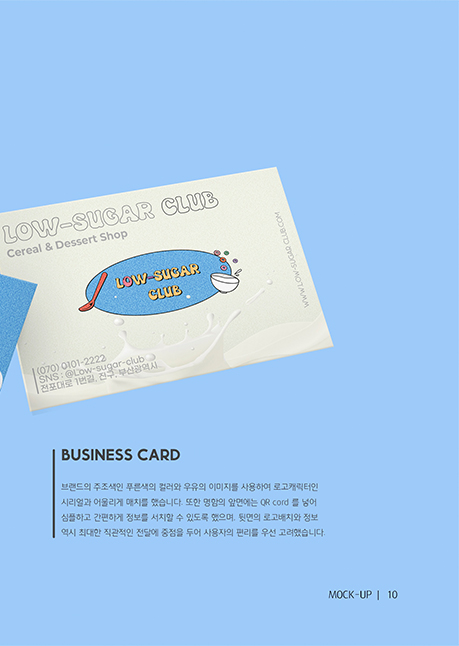 LOW-SUGAR CLUB
Cereal & Dessert Shop
LOW-SUGAR
CLUB
WWW.LOW-SUGAR CLUB.COM
(070) 0101-2222
SNS : @Low-sugar-club
전포대로 1번길, 진구, 부산광역시
BUSINESS CARD
브랜드의 주조색인 푸른색의 컬러와 우유의 이미지를 사용하여 로고캐릭터인
시리얼과 어울리게 매치를 했습니다. 또한 명함의 앞면에는 QR card 를 넣어
심플하고 간편하게 정보를 서치할 수 있도록 했으며, 뒷면의 로고배치와 정보
역시 최대한 직관적인 전달에 중점을 두어 사용자의 편리를 우선 고려했습니다.
MOCK-UP | 10